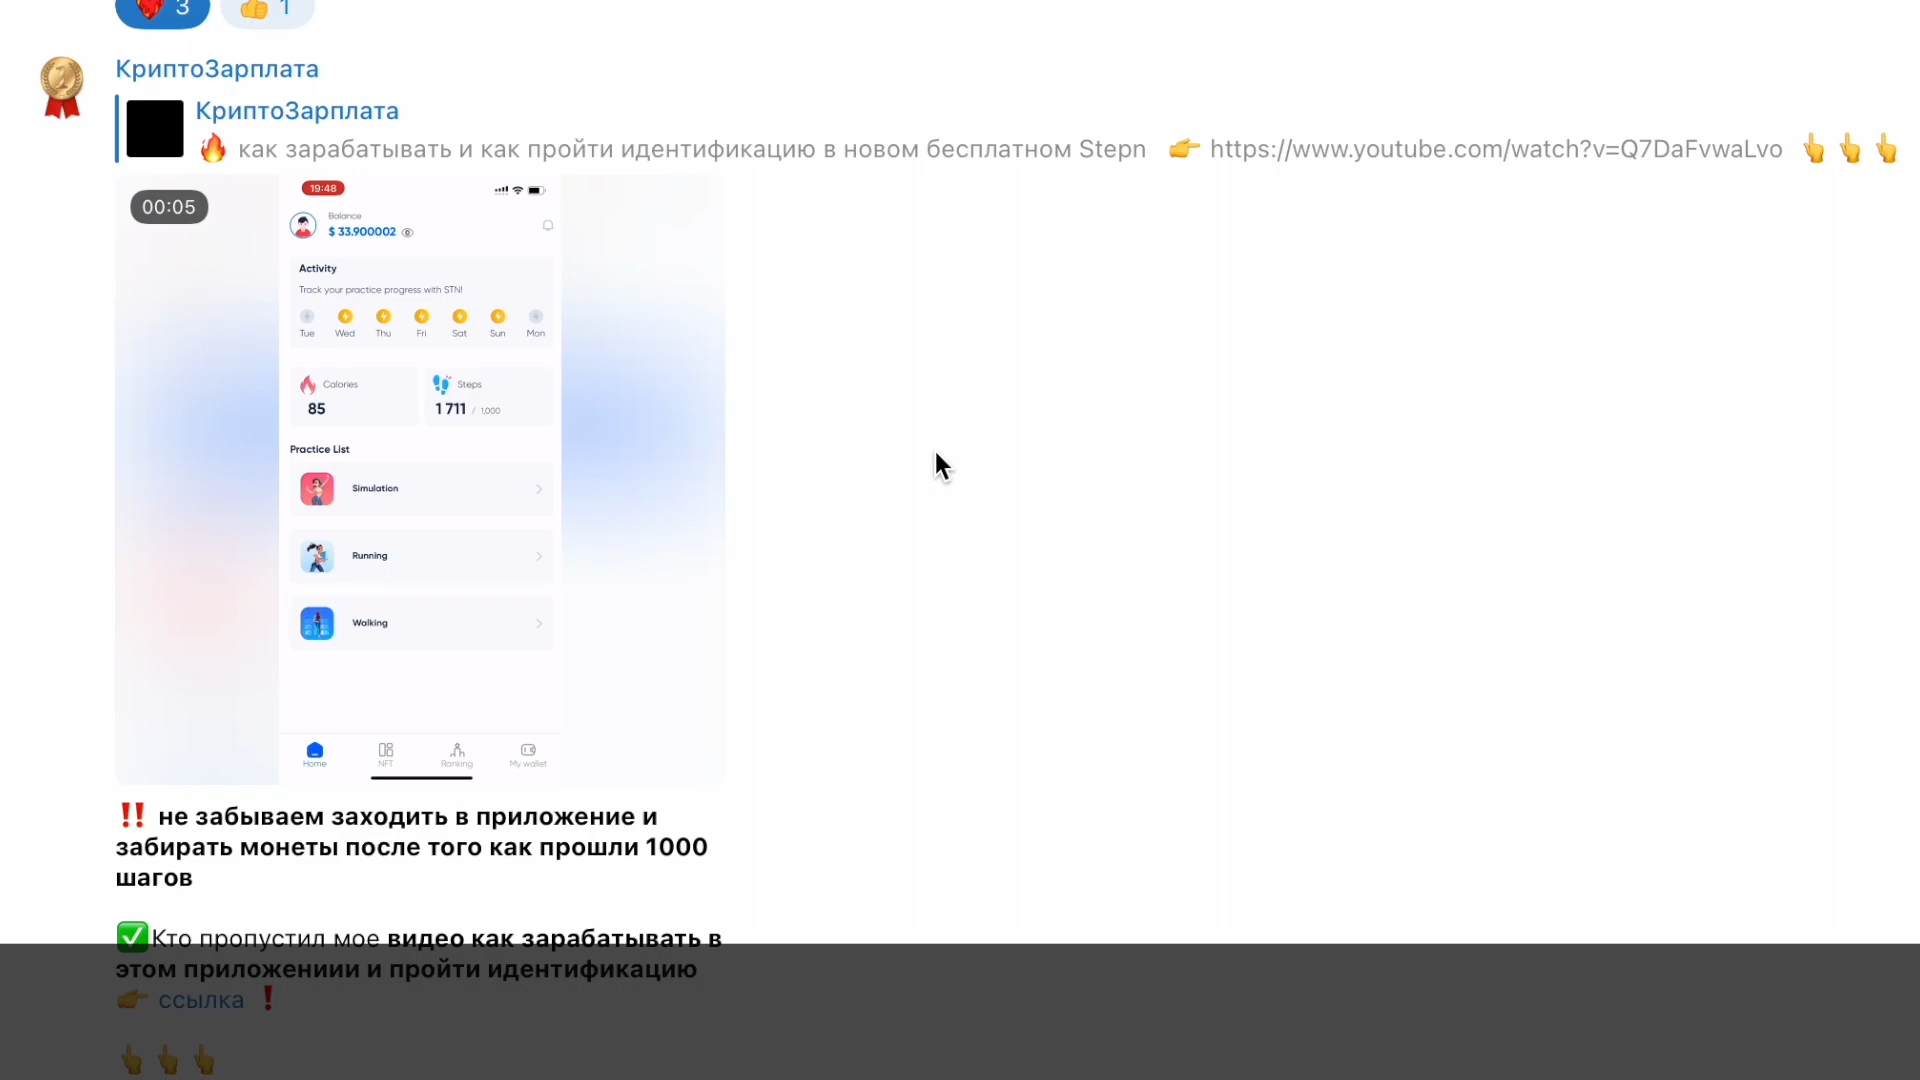 3 1
КриптоЗарплата
КриптоЗарплата
как зарабатывать и как пройти идентификацию в новом бесплатном Stepn https://www.youtube.com/watch?v=Q7DaFvwaLvo
00:05
19:48
Balance
$ 33.900002
Activity
Track your practice progress with STN!
Tue Wed Thu Fri Sat Sun Mon
Calories
85
Steps
1 711 / 1,000
Practice List
Simulation
Running
Walking
Home NFT Ranking My wallet
‼️ не забываем заходить в приложение и
забирать монеты после того как прошли 1000
шагов
✅Кто пропустил мое видео как зарабатывать в
этом приложениии и пройти идентификацию
👉 ссылка ❗